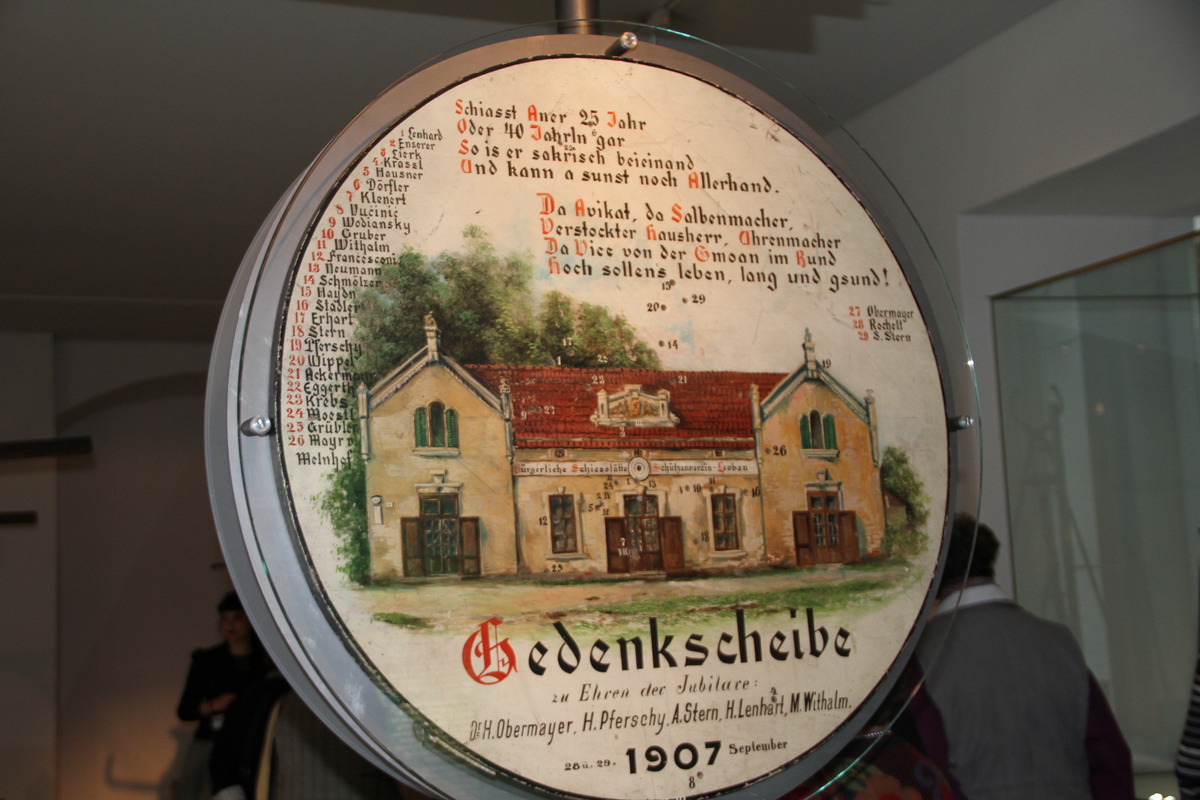 Schiasst Aner 25 Jahr
Oder 40 Jahrln gar
So is er sakrisch beieinand
Und kann a sunst noch Allerhand.
Da Avikat, da Salbenmacher,
Verstockter Hausherr, Uhrenmacher
Da Vice von der Gmoan im Bund
Hoch sollens leben, lang und gsund!
1 Lenhard
2 Enserer
3 Lierk
4 Krassl
5 Hausner
6 Dörfler
7 Klenert
8 Vučinic
9 Wodiansky
10 Gruber
11 Withalm
12 Francesconi
13 Neumann
14 Schmölzer
15 Haydn
16 Stadler
17 Erhart
18 Stern
19 Pferschy
20 Wippel
21 Ackerman
22 Eggerth
23 Krebs
24 Moestl
25 Grübler
26 Mayr
Melnhof
27 Obermayer
28 Rochelt
29 S. Stern
Bürgerliche Schiesstätte Schützenverein-Leoben
Gedenkscheibe
zu Ehren der Jubilare:
Dr H. Obermayer, H. Pferschy, A. Stern, H. Lenhart, M. Withalm.
28 ü. 29. 1907 September